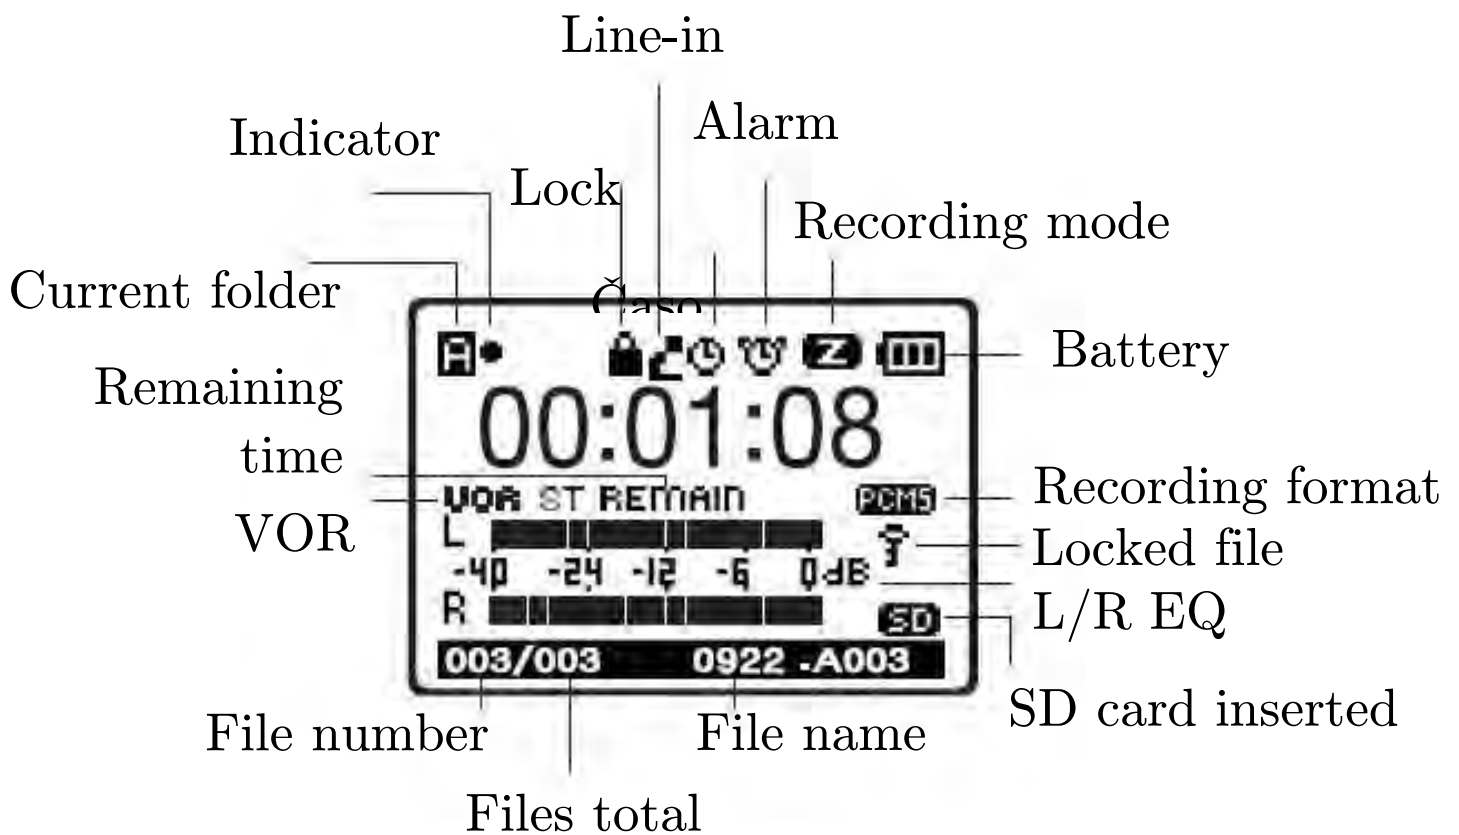 Line-in
Alarm
Indicator
Lock
Recording mode
Current folder
Battery
Remaining
time
00:01:08
VOR ST REMAIN
PCMS
Recording format
VOR
L
Locked file
-40 -24 -12 -6 0dB
L/R EQ
R
SD
003/003 0922 -A003
SD card inserted
File number
File name
Files total